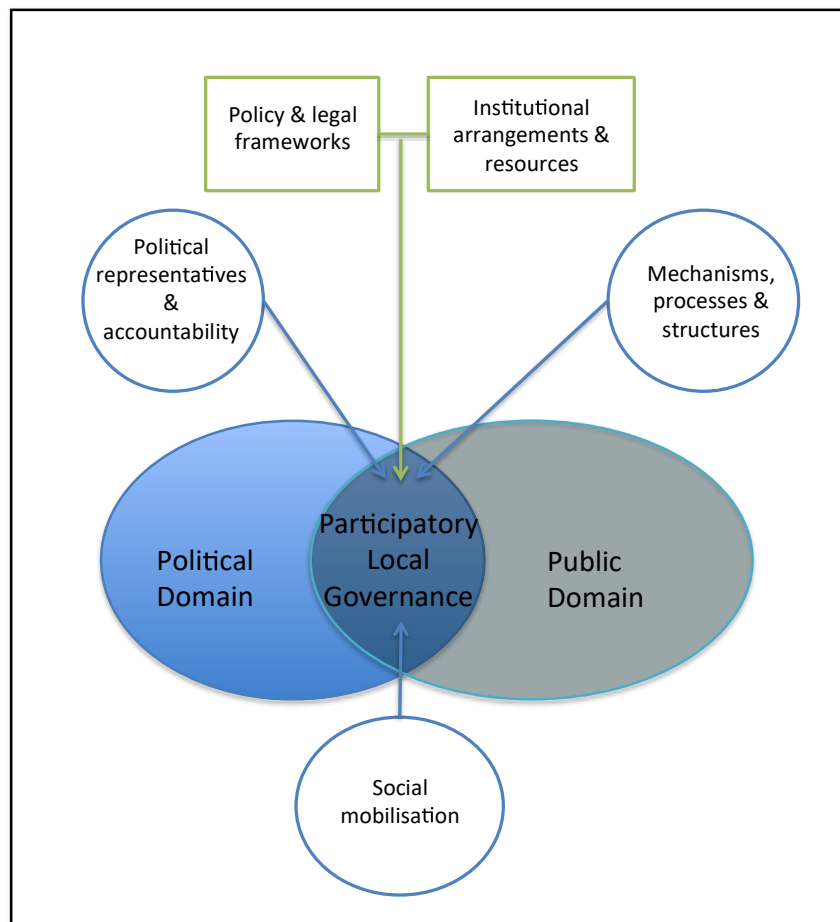 Policy & legal
frameworks
Institutional
arrangements &
resources
Political
representatives
&
accountability
Mechanisms,
processes &
structures
Political
Domain
Participatory
Local
Governance
Public
Domain
Social
mobilisation